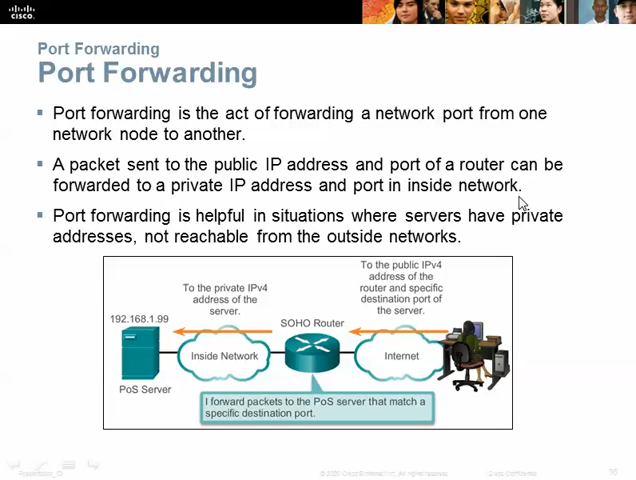 CISCO
Port Forwarding
Port Forwarding
Port forwarding is the act of forwarding a network port from one
network node to another.
A packet sent to the public IP address and port of a router can be
forwarded to a private IP address and port in inside network.
Port forwarding is helpful in situations where servers have private
addresses, not reachable from the outside networks.
To the private IPv4
address of the
server.
To the public IPv4
address of the
router and specific
destination port of
the server.
192.168.1.99
SOHO Router
Inside Network
Internet
PoS Server
I forward packets to the PoS server that match a
specific destination port.
Presentation_ID
Cisco Confidential
36